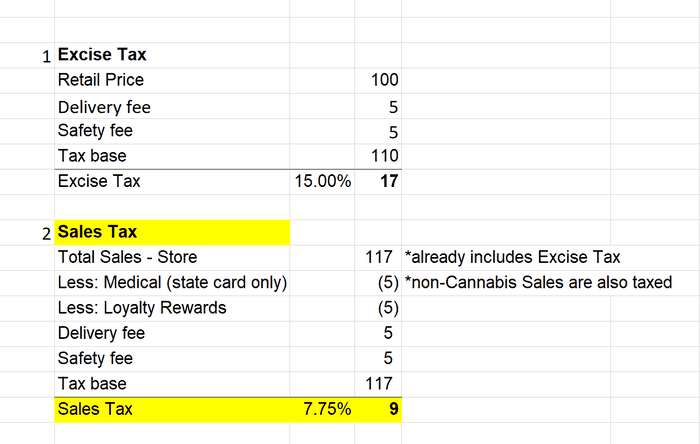 1 Excise Tax
Retail Price 100
Delivery fee 5
Safety fee 5
Tax base 110
Excise Tax 15.00% 17
2 Sales Tax
Total Sales - Store 117 *already includes Excise Tax
Less: Medical (state card only) (5) *non-Cannabis Sales are also taxed
Less: Loyalty Rewards (5)
Delivery fee 5
Safety fee 5
Tax base 117
Sales Tax 7.75% 9